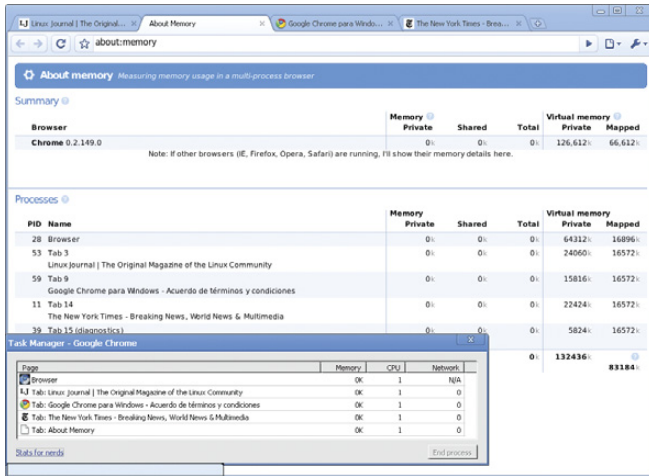 Linux Journal | The Original... About Memory Google Chrome para Windo... The New York Times - Brea...
about:memory
About memory Measuring memory usage in a multi-process browser
Summary
Memory Virtual memory
Browser Private Shared Total Private Mapped
Chrome 0.2.149.0 0k 0k 0k 126,612k 66,612k
Note: If other browsers (IE, Firefox, Opera, Safari) are running, I'll show their memory details here.
Processes
Memory Virtual memory
PID Name Private Shared Total Private Mapped
28 Browser 0k 0k 0k 64312k 16896k
53 Tab 3 0k 0k 0k 24060k 16572k
Linux Journal | The Original Magazine of the Linux Community
59 Tab 9 0k 0k 0k 15816k 16572k
Google Chrome para Windows - Acuerdo de términos y condiciones
11 Tab 14 0k 0k 0k 22424k 16572k
The New York Times - Breaking News, World News & Multimedia
39 Tab 15 (diagnostics) 0k 0k 0k 5824k 16572k
0k 132436k
83184k
Task Manager - Google Chrome
Page Memory CPU Network
Browser 0K 1 N/A
Tab: Linux Journal | The Original Magazine of the Linux Community 0K 1 0
Tab: Google Chrome para Windows - Acuerdo de términos y condiciones 0K 1 0
Tab: The New York Times - Breaking News, World News & Multimedia 0K 1 0
Tab: About Memory 0K 1 0
Stats for nerds End process